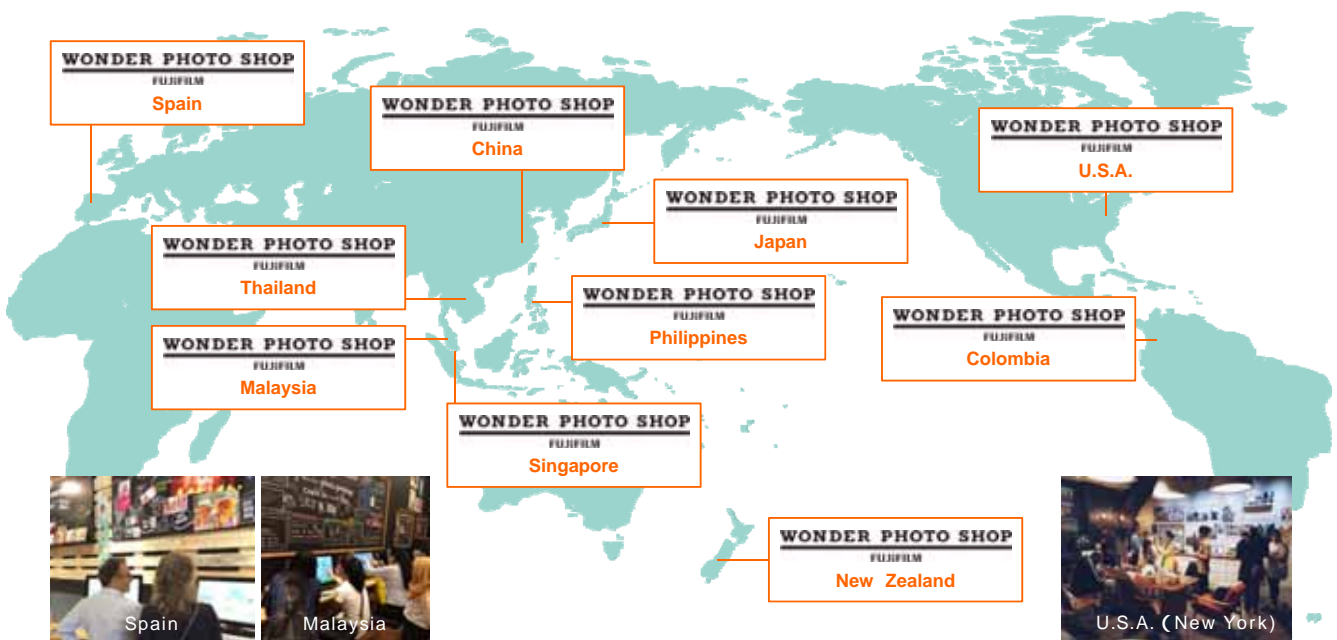 WONDER PHOTO SHOP
FUJIFILM
Spain
WONDER PHOTO SHOP
FUJIFILM
China
WONDER PHOTO SHOP
FUJIFILM
U.S.A.
WONDER PHOTO SHOP
FUJIFILM
Japan
WONDER PHOTO SHOP
FUJIFILM
Thailand
WONDER PHOTO SHOP
FUJIFILM
Philippines
WONDER PHOTO SHOP
FUJIFILM
Colombia
WONDER PHOTO SHOP
FUJIFILM
Malaysia
WONDER PHOTO SHOP
FUJIFILM
Singapore
WONDER PHOTO SHOP
FUJIFILM
New Zealand
Spain
Malaysia
U.S.A. (New York)